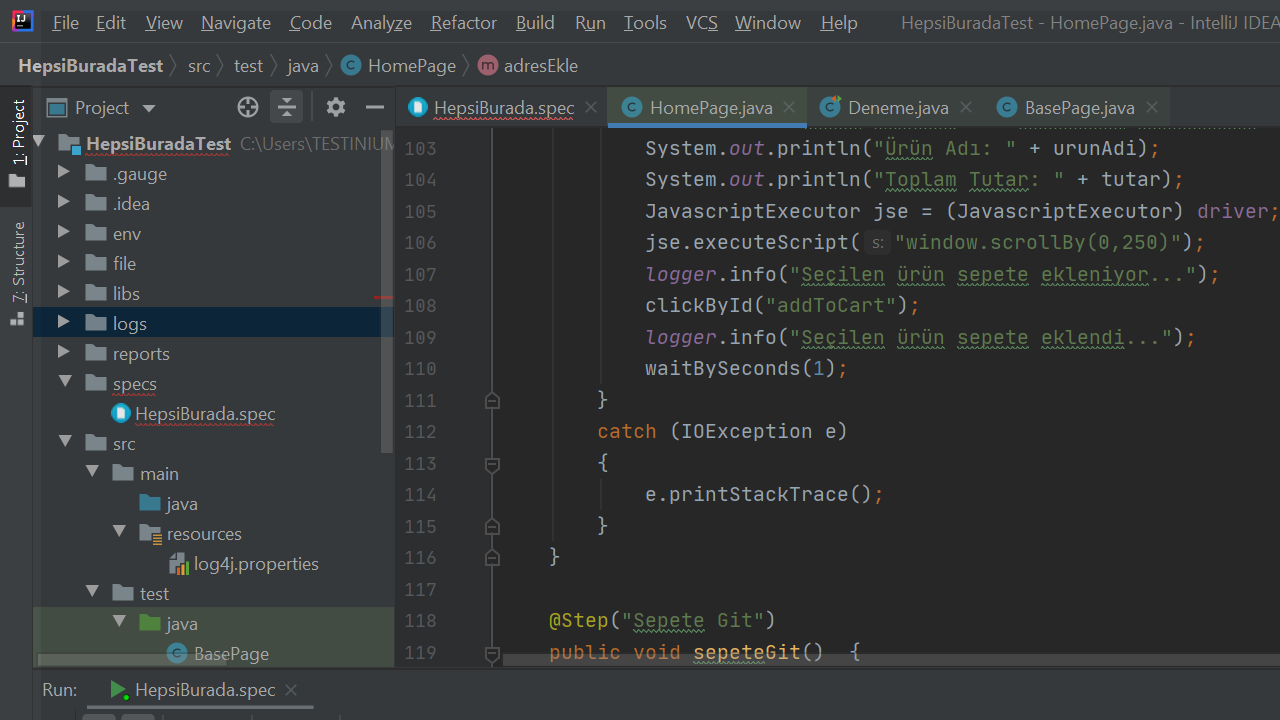 File Edit View Navigate Code Analyze Refactor Build Run Tools VCS Window Help HepsiBuradaTest - HomePage.java - IntelliJ IDEA
HepsiBuradaTest src test java HomePage adresEkle
1: Project
7: Structure
Project
HepsiBurada.spec HomePage.java Deneme.java BasePage.java
HepsiBuradaTest C:\Users\TESTINIUM
.gauge
.idea
env
file
libs
logs
reports
specs
HepsiBurada.spec
src
main
java
resources
log4j.properties
test
java
BasePage
103 System.out.println("Ürün Adı: " + urunAdi);
104 System.out.println("Toplam Tutar: " + tutar);
105 JavascriptExecutor jse = (JavascriptExecutor) driver;
106 jse.executeScript( s: "window.scrollBy(0,250)");
107 logger.info("Seçilen ürün sepete ekleniyor...");
108 clickById("addToCart");
109 logger.info("Seçilen ürün sepete eklendi...");
110 waitBySeconds(1);
111 }
112 catch (IOException e)
113 {
114 e.printStackTrace();
115 }
116 }
117
118 @Step("Sepete Git")
119 public void sepeteGit() {
Run: HepsiBurada.spec